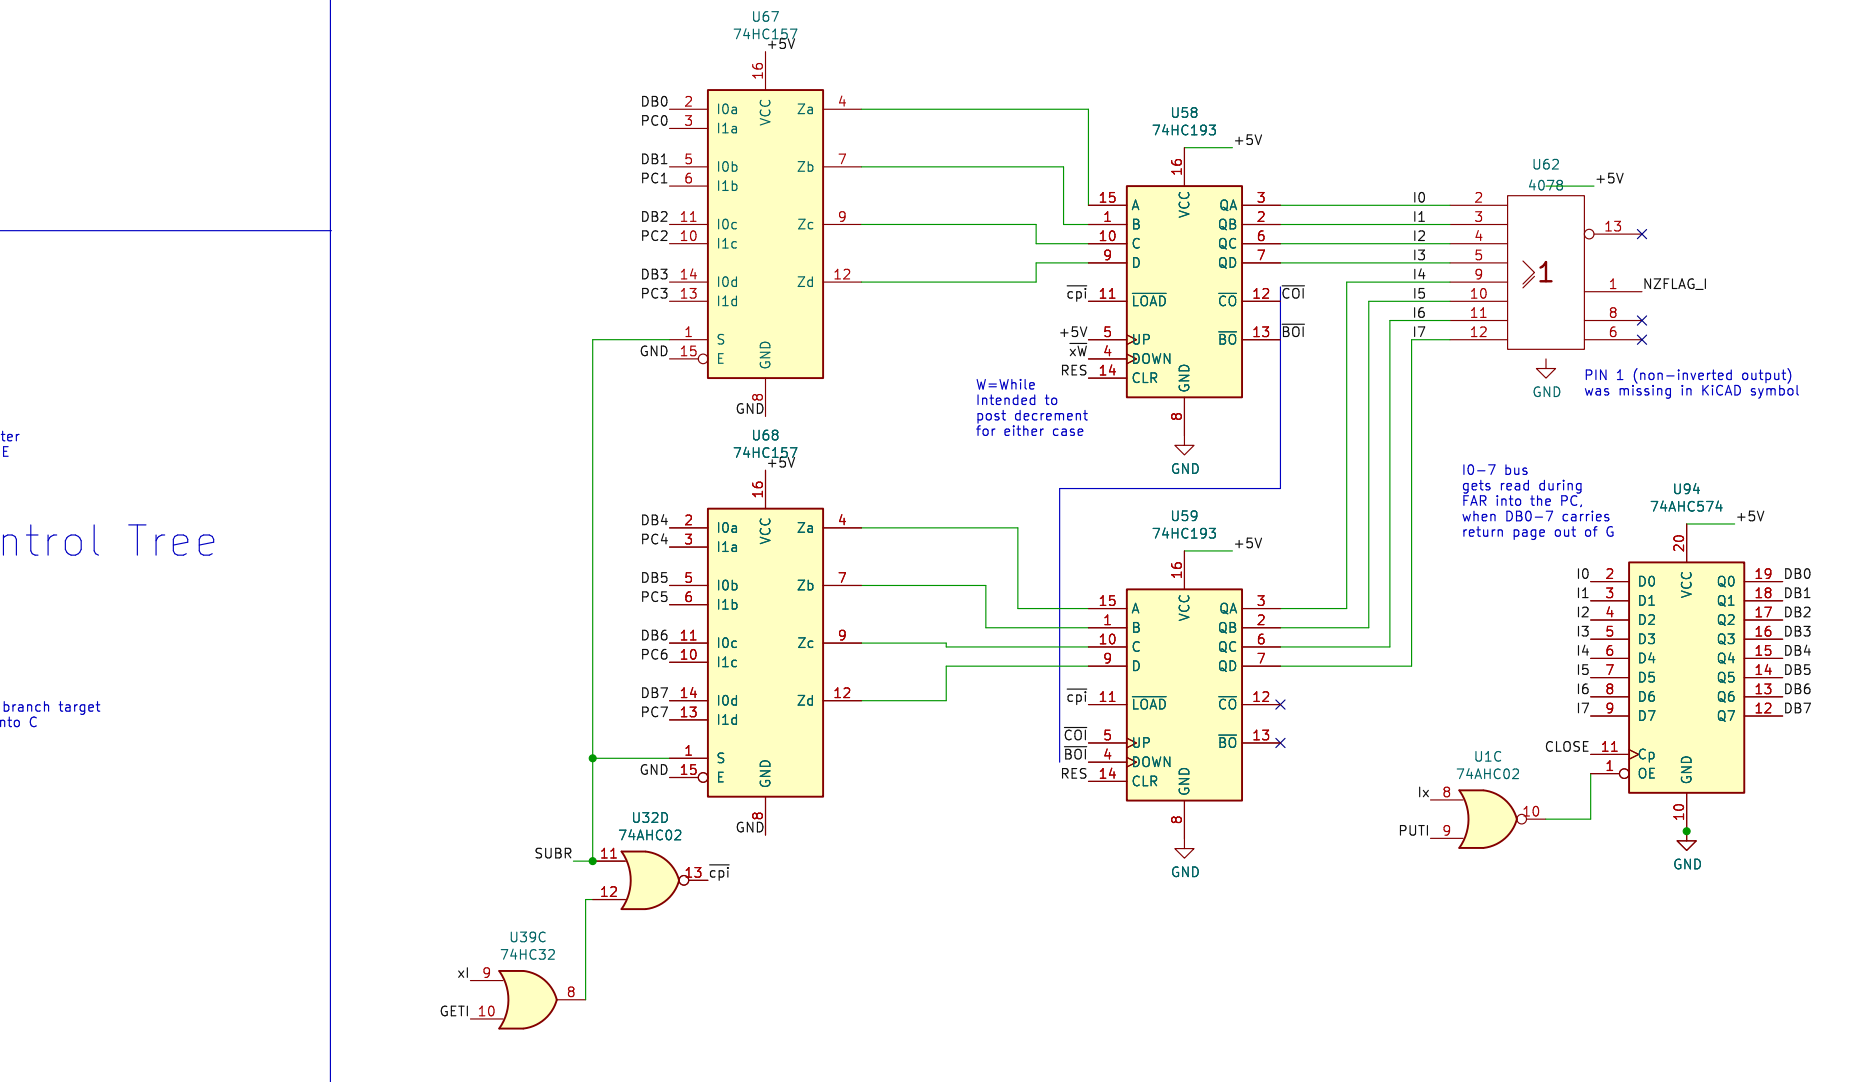 U67
74HC157
+5V
16
VCC
DB0 2 I0a Za 4
PC0 3 I1a
DB1 5 I0b Zb 7
PC1 6 I1b
DB2 11 I0c Zc 9
PC2 10 I1c
DB3 14 I0d Zd 12
PC3 13 I1d
1 S
GND 15 E
GND
8
GND
U68
74HC157
+5V
16
VCC
DB4 2 I0a Za 4
PC4 3 I1a
DB5 5 I0b Zb 7
PC5 6 I1b
DB6 11 I0c Zc 9
PC6 10 I1c
DB7 14 I0d Zd 12
PC7 13 I1d
1 S
GND 15 E
GND
8
GND
U32D
74AHC02
SUBR 11
12
13 cpi
U39C
74HC32
xI 9
GETI 10
8
U58
74HC193
+5V
16
VCC
15 A QA 3
1 B QB 2
10 C QC 6
9 D QD 7
cpi 11 LOAD CO 12 COI
+5V 5 UP BO 13 BOI
xW 4 DOWN
RES 14 CLR
GND
8
GND
W=While
Intended to
post decrement
for either case
U59
74HC193
+5V
16
VCC
15 A QA 3
1 B QB 2
10 C QC 6
9 D QD 7
cpi 11 LOAD CO 12
COI 5 UP BO 13
BOI 4 DOWN
RES 14 CLR
GND
8
GND
U62
4078
+5V
I0 2
I1 3
I2 4
I3 5
I4 9
I5 10
I6 11
I7 12
>1
13
1 NZFLAG_I
8
6
GND
PIN 1 (non-inverted output)
was missing in KiCAD symbol
I0-7 bus
gets read during
FAR into the PC,
when DB0-7 carries
return page out of G
U94
74AHC574
+5V
20
VCC
I0 2 D0 Q0 19 DB0
I1 3 D1 Q1 18 DB1
I2 4 D2 Q2 17 DB2
I3 5 D3 Q3 16 DB3
I4 6 D4 Q4 15 DB4
I5 7 D5 Q5 14 DB5
I6 8 D6 Q6 13 DB6
I7 9 D7 Q7 12 DB7
CLOSE 11 Cp
1 OE
GND
10
GND
U1C
74AHC02
Ix 8
PUTI 9
10
ter
E
ntrol Tree
branch target
nto C